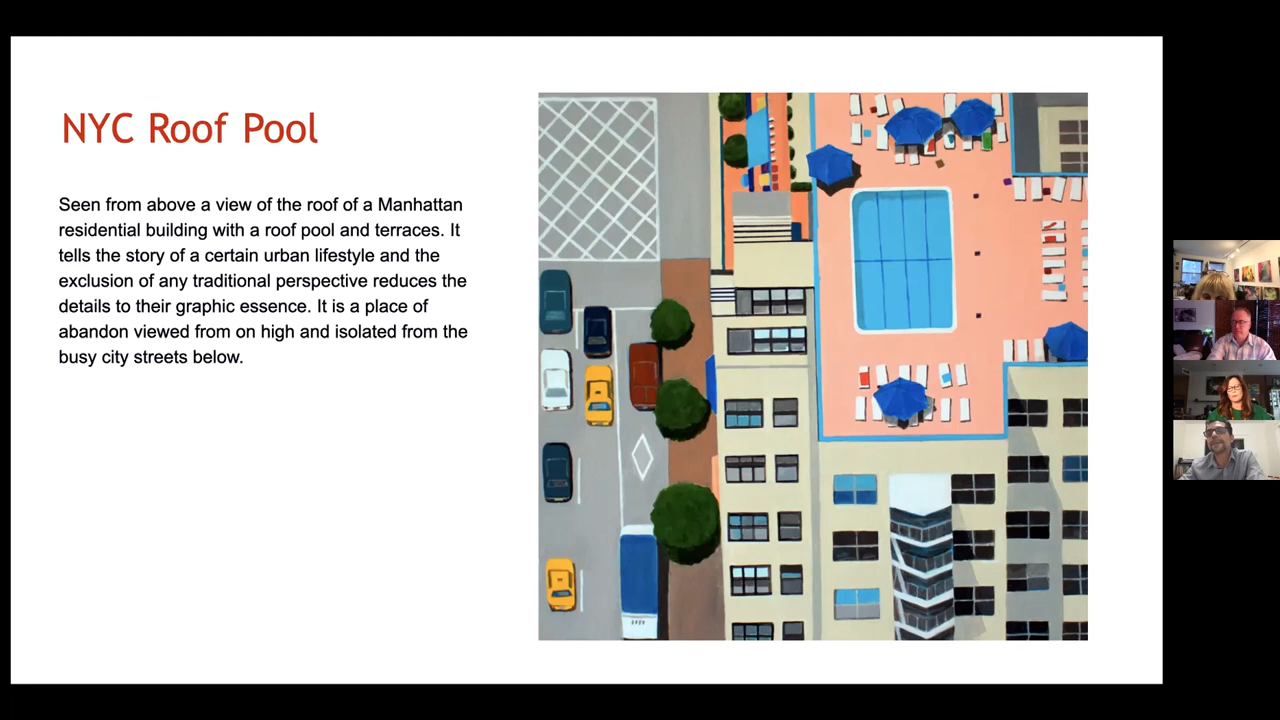 NYC Roof Pool
Seen from above a view of the roof of a Manhattan
residential building with a roof pool and terraces. It
tells the story of a certain urban lifestyle and the
exclusion of any traditional perspective reduces the
details to their graphic essence. It is a place of
abandon viewed from on high and isolated from the
busy city streets below.